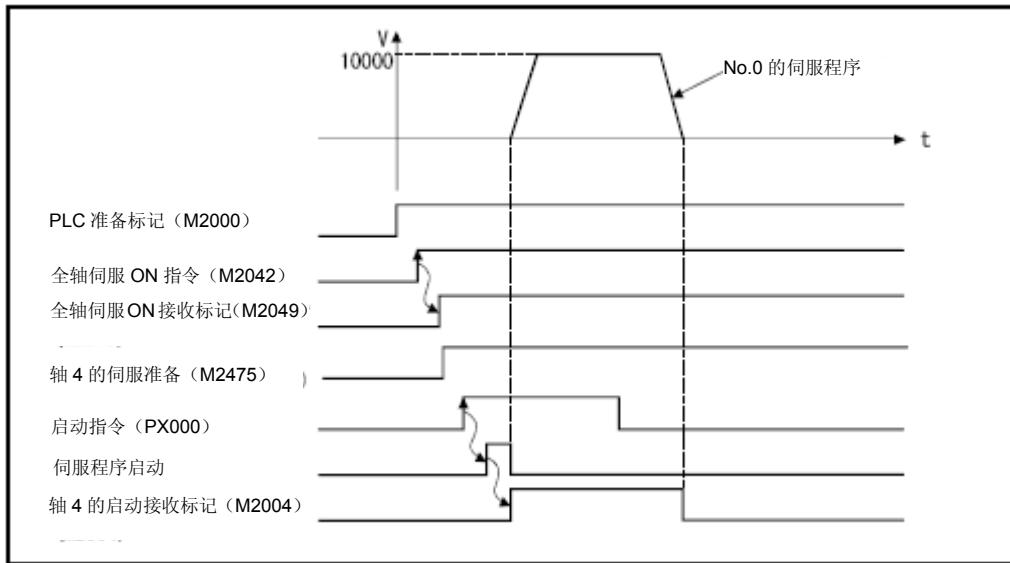 V
10000
No.0 的伺服程序
t
PLC 准备标记（M2000）
全轴伺服 ON 指令（M2042）
全轴伺服ON接收标记(M2049)
轴 4 的伺服准备（M2475）
)
启动指令（PX000）
伺服程序启动
轴 4 的启动接收标记（M2004）